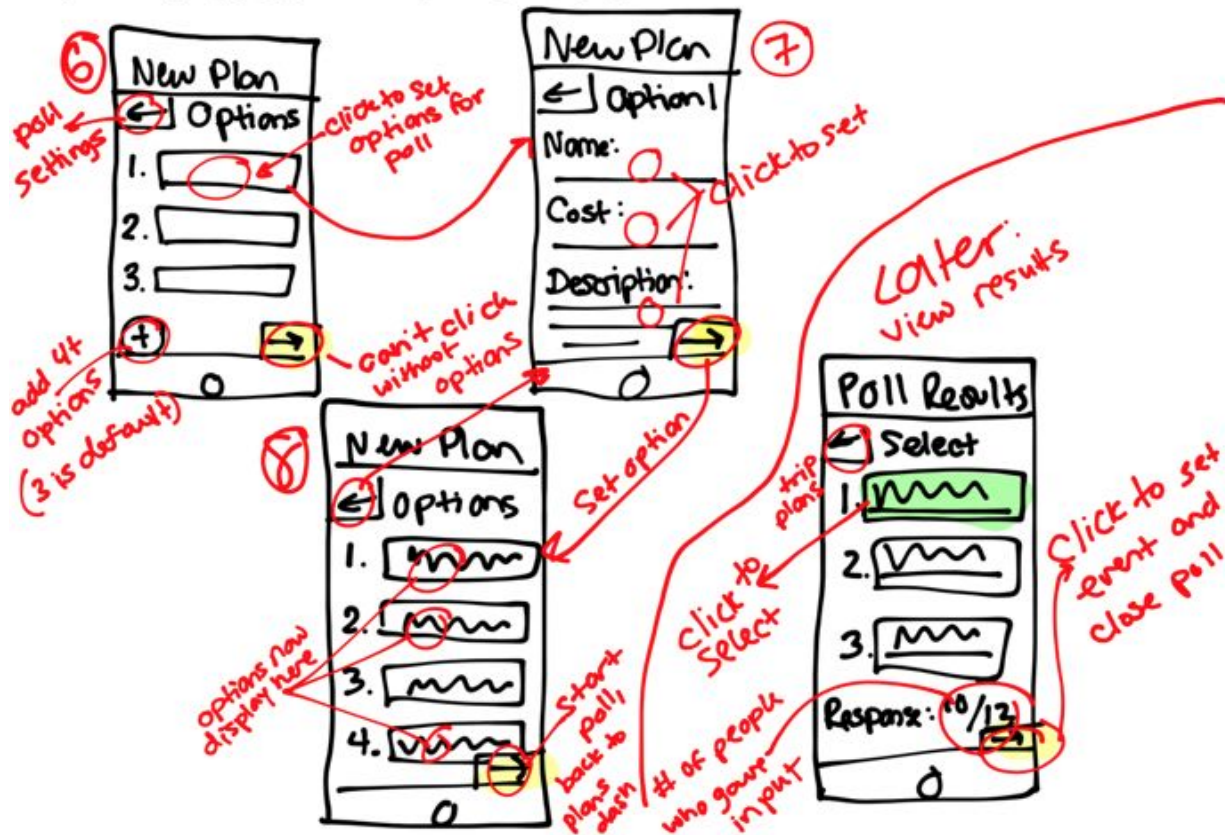 6
New Plan
← Options
poll
settings
click to set
options for
poll
1.
2.
3.
+
→
add 4+
options
(3 is default)
can't click
without
options
7
New Plan
← Option 1
Name:
Cost:
Description:
click to set
→
Set option
8
New Plan
← Options
1.
2.
3.
4.
→
options now
display here
Start
poll,
back to
plans
dash
Later:
view results
Poll Results
← Select
trip
plans
1.
2.
3.
click to
select
Response: 10/12
→
# of people
who gave
input
Click to set
event and
close poll